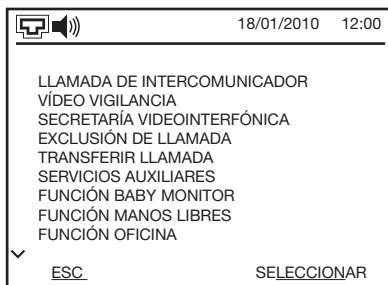 18/01/2010 12:00
LLAMADA DE INTERCOMUNICADOR
VÍDEO VIGILANCIA
SECRETARÍA VIDEOINTERFÓNICA
EXCLUSIÓN DE LLAMADA
TRANSFERIR LLAMADA
SERVICIOS AUXILIARES
FUNCIÓN BABY MONITOR
FUNCIÓN MANOS LIBRES
FUNCIÓN OFICINA
ESC SELECCIONAR